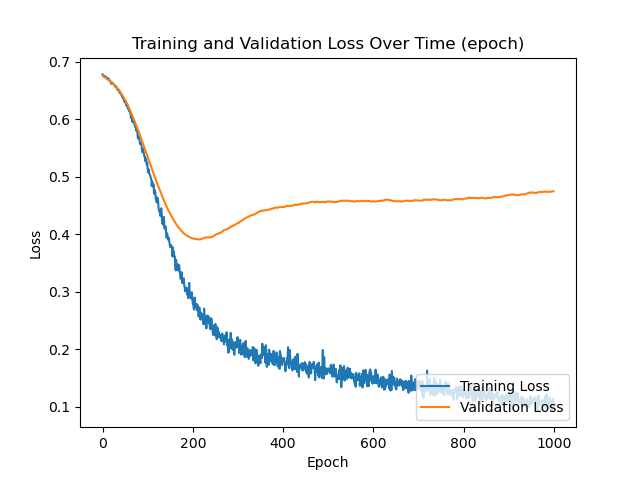 Training and Validation Loss Over Time (epoch)
0.7
0.6
0.5
0.4
0.3
0.2
0.1
Loss
Training Loss
Validation Loss
0 200 400 600 800 1000
Epoch